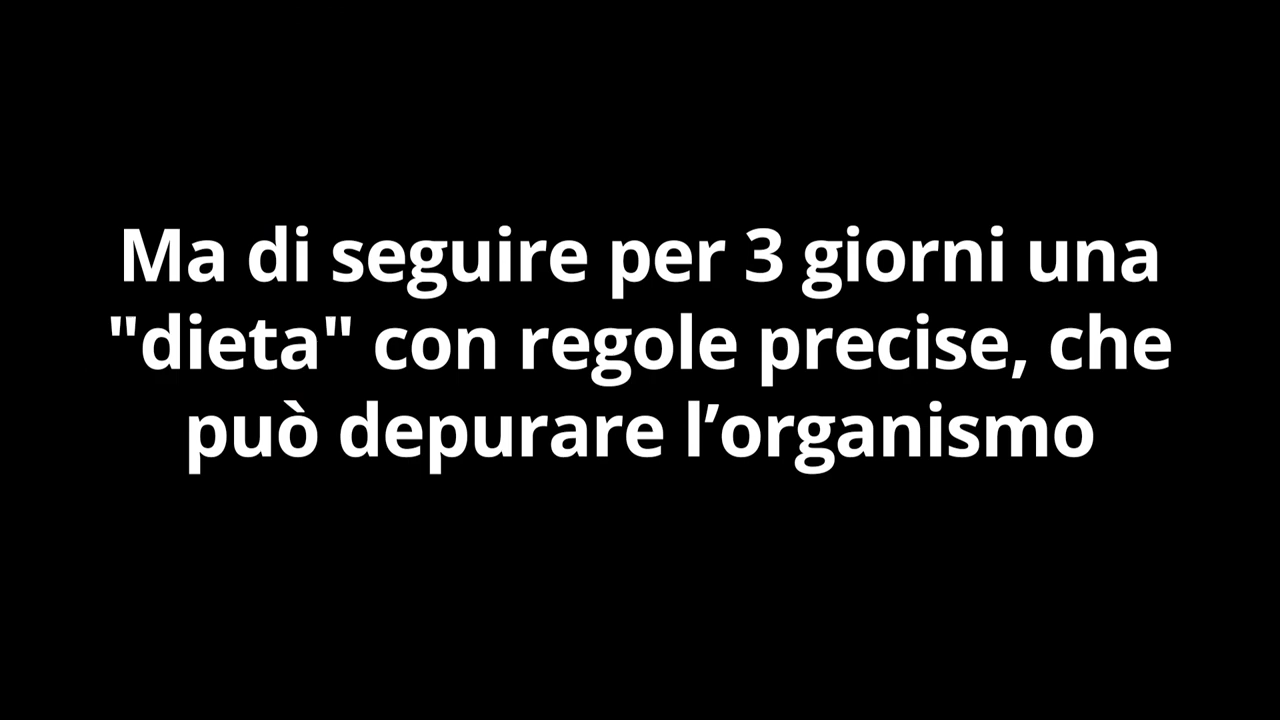 Ma di seguire per 3 giorni una
"dieta" con regole precise, che
può depurare l’organismo